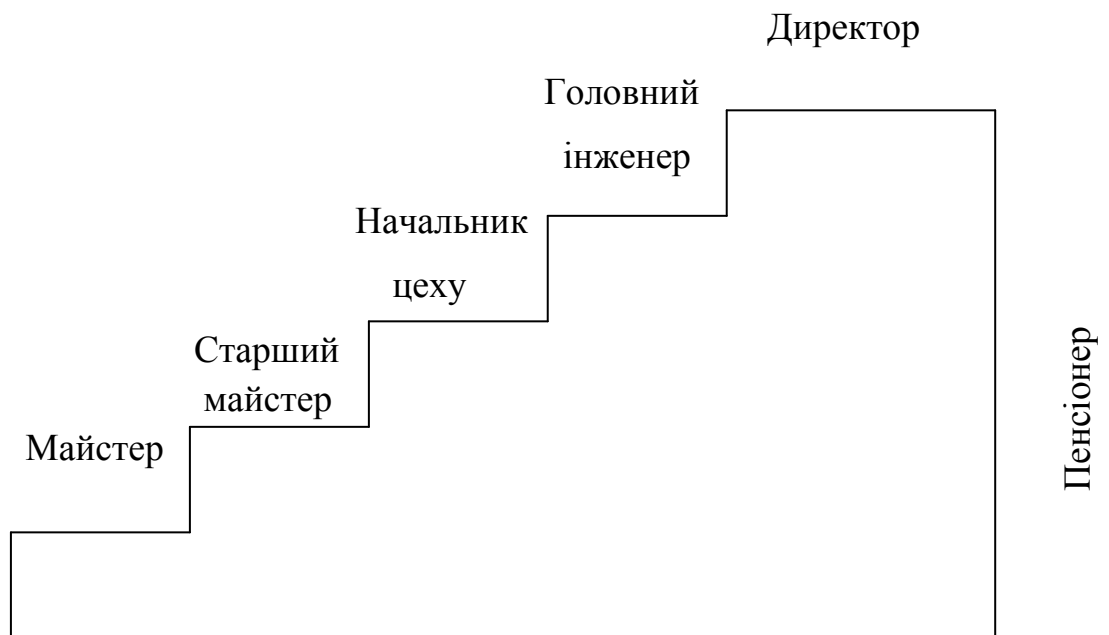 Директор
Головний
інженер
Начальник
цеху
Старший
майстер
Майстер
Пенсіонер